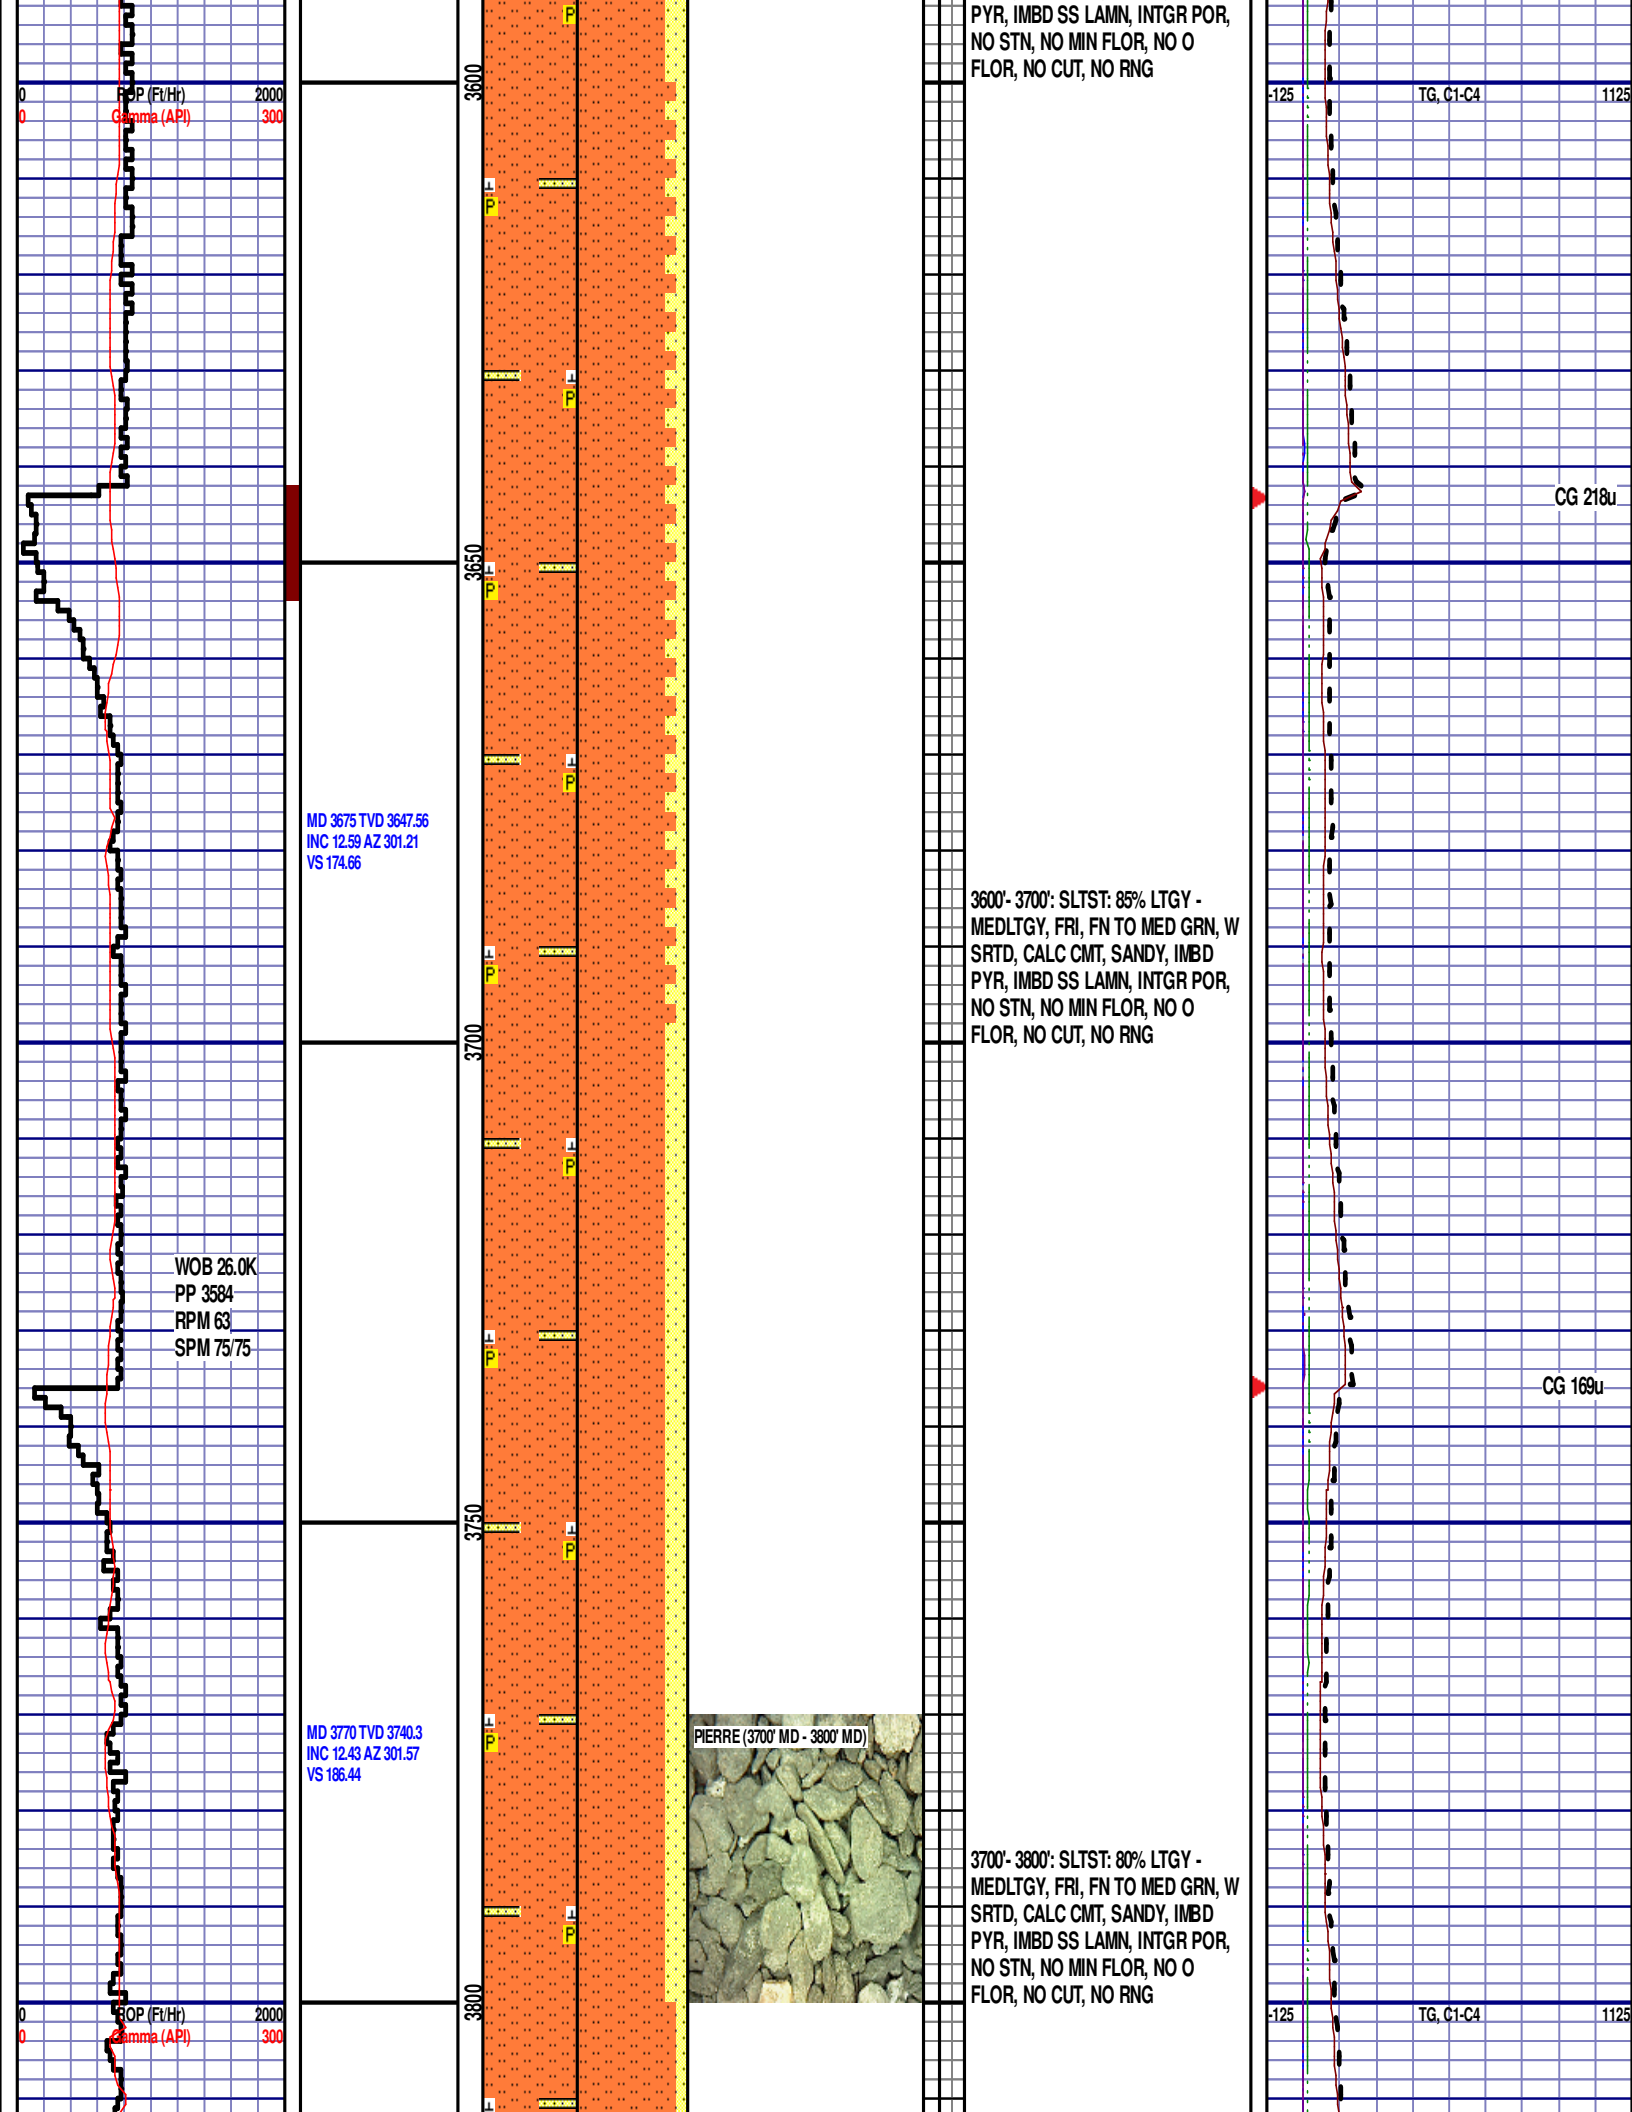 PYR, IMBD SS LAMN, INTGR POR,
NO STN, NO MIN FLOR, NO O
FLOR, NO CUT, NO RNG
P
3600
0 ROP (Ft/Hr) 2000
0 Gamma (API) 300
-125 TG, C1-C4 1125
P
P
CG 218u
3650
P
P
MD 3675 TVD 3647.56
INC 12.59 AZ 301.21
VS 174.66
3600'- 3700': SLTST: 85% LTGY -
MEDLTGY, FRI, FN TO MED GRN, W
SRTD, CALC CMT, SANDY, IMBD
PYR, IMBD SS LAMN, INTGR POR,
NO STN, NO MIN FLOR, NO O
FLOR, NO CUT, NO RNG
P
3700
P
WOB 26.0K
PP 3584
RPM 63
SPM 75/75
P
CG 169u
3750
P
MD 3770 TVD 3740.3
INC 12.43 AZ 301.57
VS 186.44
P
PIERRE (3700' MD - 3800' MD)
3700'- 3800': SLTST: 80% LTGY -
MEDLTGY, FRI, FN TO MED GRN, W
SRTD, CALC CMT, SANDY, IMBD
PYR, IMBD SS LAMN, INTGR POR,
NO STN, NO MIN FLOR, NO O
FLOR, NO CUT, NO RNG
P
3800
0 ROP (Ft/Hr) 2000
0 Gamma (API) 300
-125 TG, C1-C4 1125